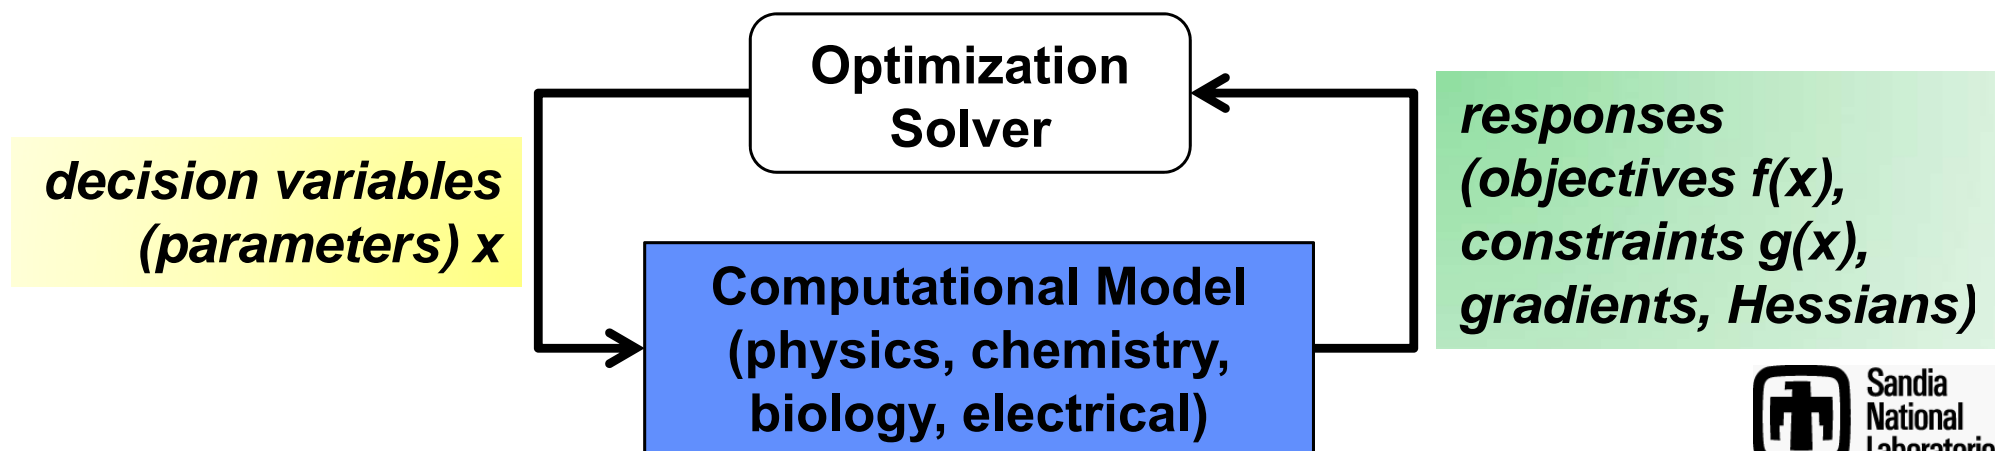 Optimization
Solver
decision variables
(parameters) x
responses
(objectives f(x),
constraints g(x),
gradients, Hessians)
Computational Model
(physics, chemistry,
biology, electrical)
Sandia
National